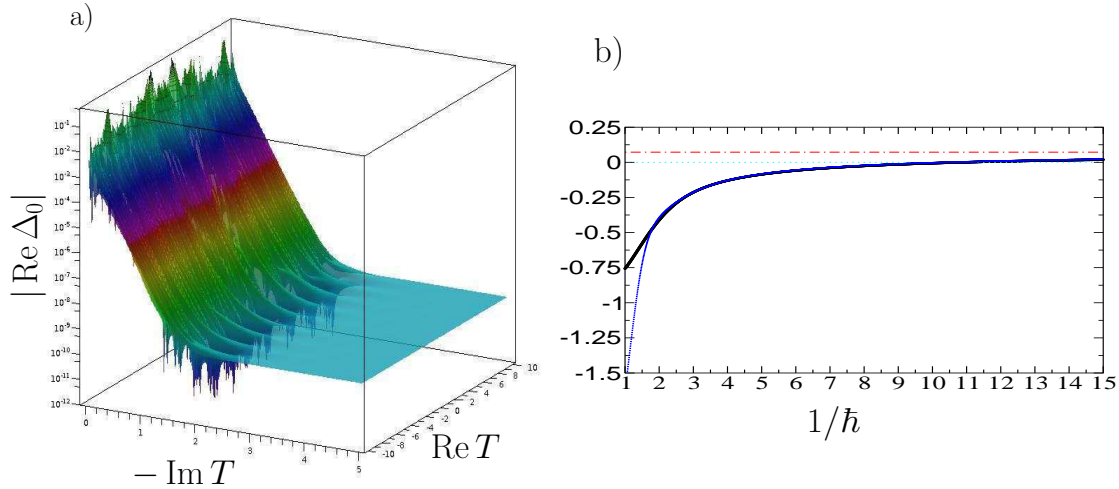 a)
|Re Δ₀|
10⁻¹
10⁻²
10⁻³
10⁻⁴
10⁻⁵
10⁻⁶
10⁻⁷
10⁻⁸
10⁻⁹
10⁻¹⁰
10⁻¹¹
10⁻¹²
0 1 2 3 4 5
− Im T
-10 -8 -6 -4 -2 0 2 4 6 8 10
Re T
b)
0.25
0
-0.25
-0.5
-0.75
-1
-1.25
-1.5
1 2 3 4 5 6 7 8 9 10 11 12 13 14 15
1/ħ